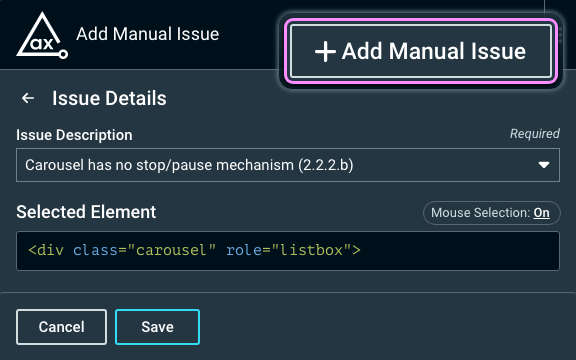 ax
Add Manual Issue
+ Add Manual Issue
← Issue Details
Issue Description
Required
Carousel has no stop/pause mechanism (2.2.2.b)
Selected Element
Mouse Selection: On
<div class="carousel" role="listbox">
Cancel
Save